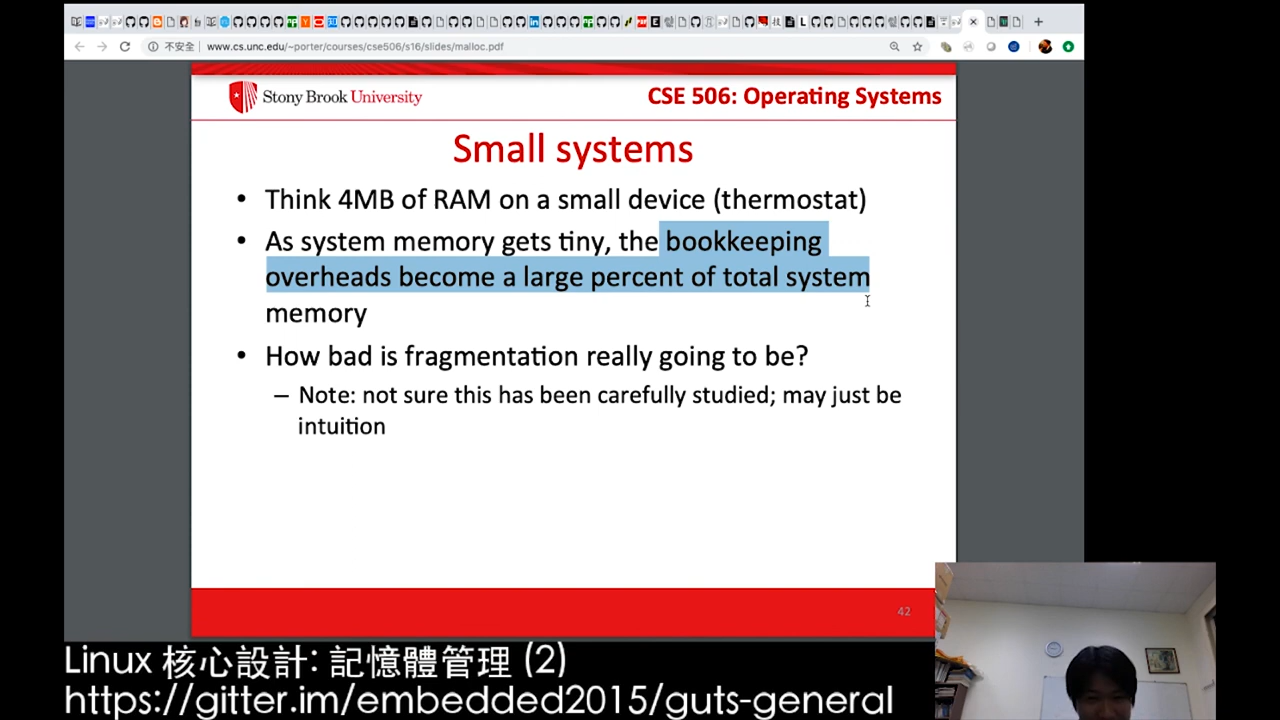 不安全
www.cs.unc.edu/~porter/courses/cse506/s16/slides/malloc.pdf
Stony Brook University
CSE 506: Operating Systems
Small systems
• Think 4MB of RAM on a small device (thermostat)
• As system memory gets tiny, the bookkeeping
overheads become a large percent of total system
memory
• How bad is fragmentation really going to be?
– Note: not sure this has been carefully studied; may just be
intuition
42
Linux 核心設計: 記憶體管理 (2)
https://gitter.im/embedded2015/guts-general